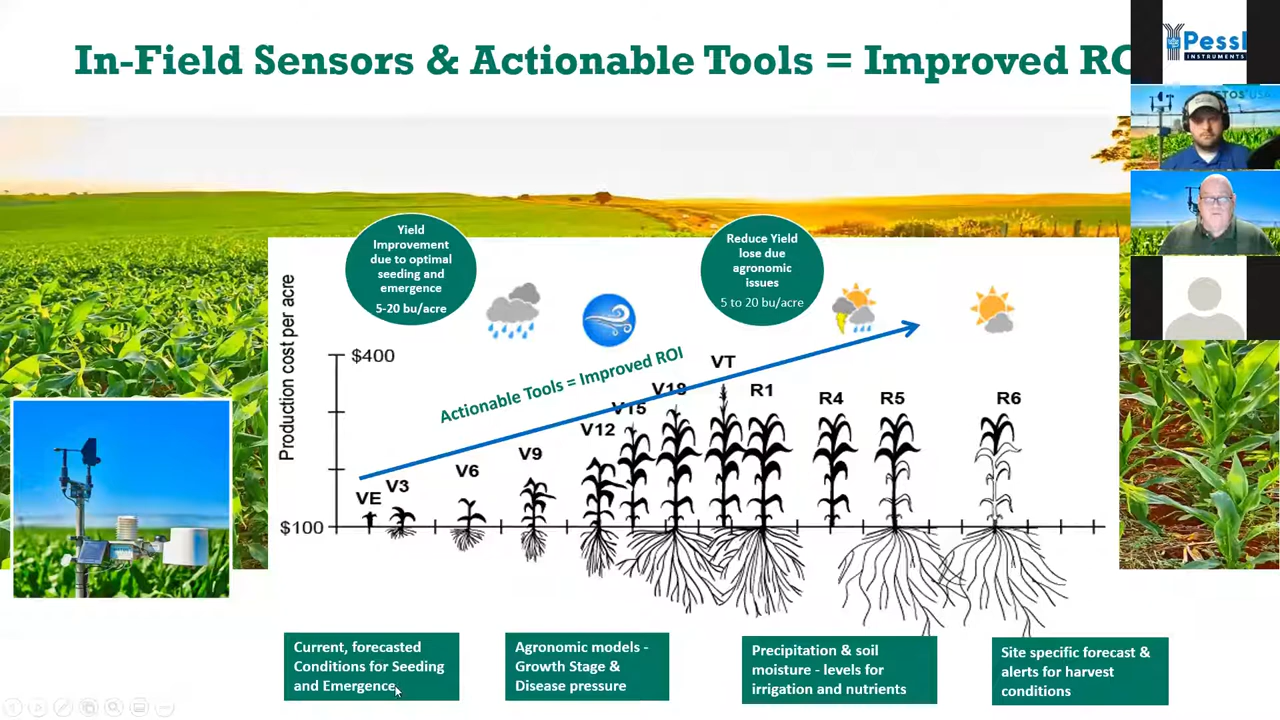 In-Field Sensors & Actionable Tools = Improved RO
Pessl
INSTRUMENTS
Yield
Improvement
due to optimal
seeding and
emergence
5-20 bu/acre
Reduce Yield
lose due
agronomic
issues
5 to 20 bu/acre
Production cost per acre
$400
$100
Actionable Tools = Improved ROI
VE
V3
V6
V9
V12
V15
V18
VT
R1
R4
R5
R6
Current, forecasted
Conditions for Seeding
and Emergence
Agronomic models -
Growth Stage &
Disease pressure
Precipitation & soil
moisture - levels for
irrigation and nutrients
Site specific forecast &
alerts for harvest
conditions